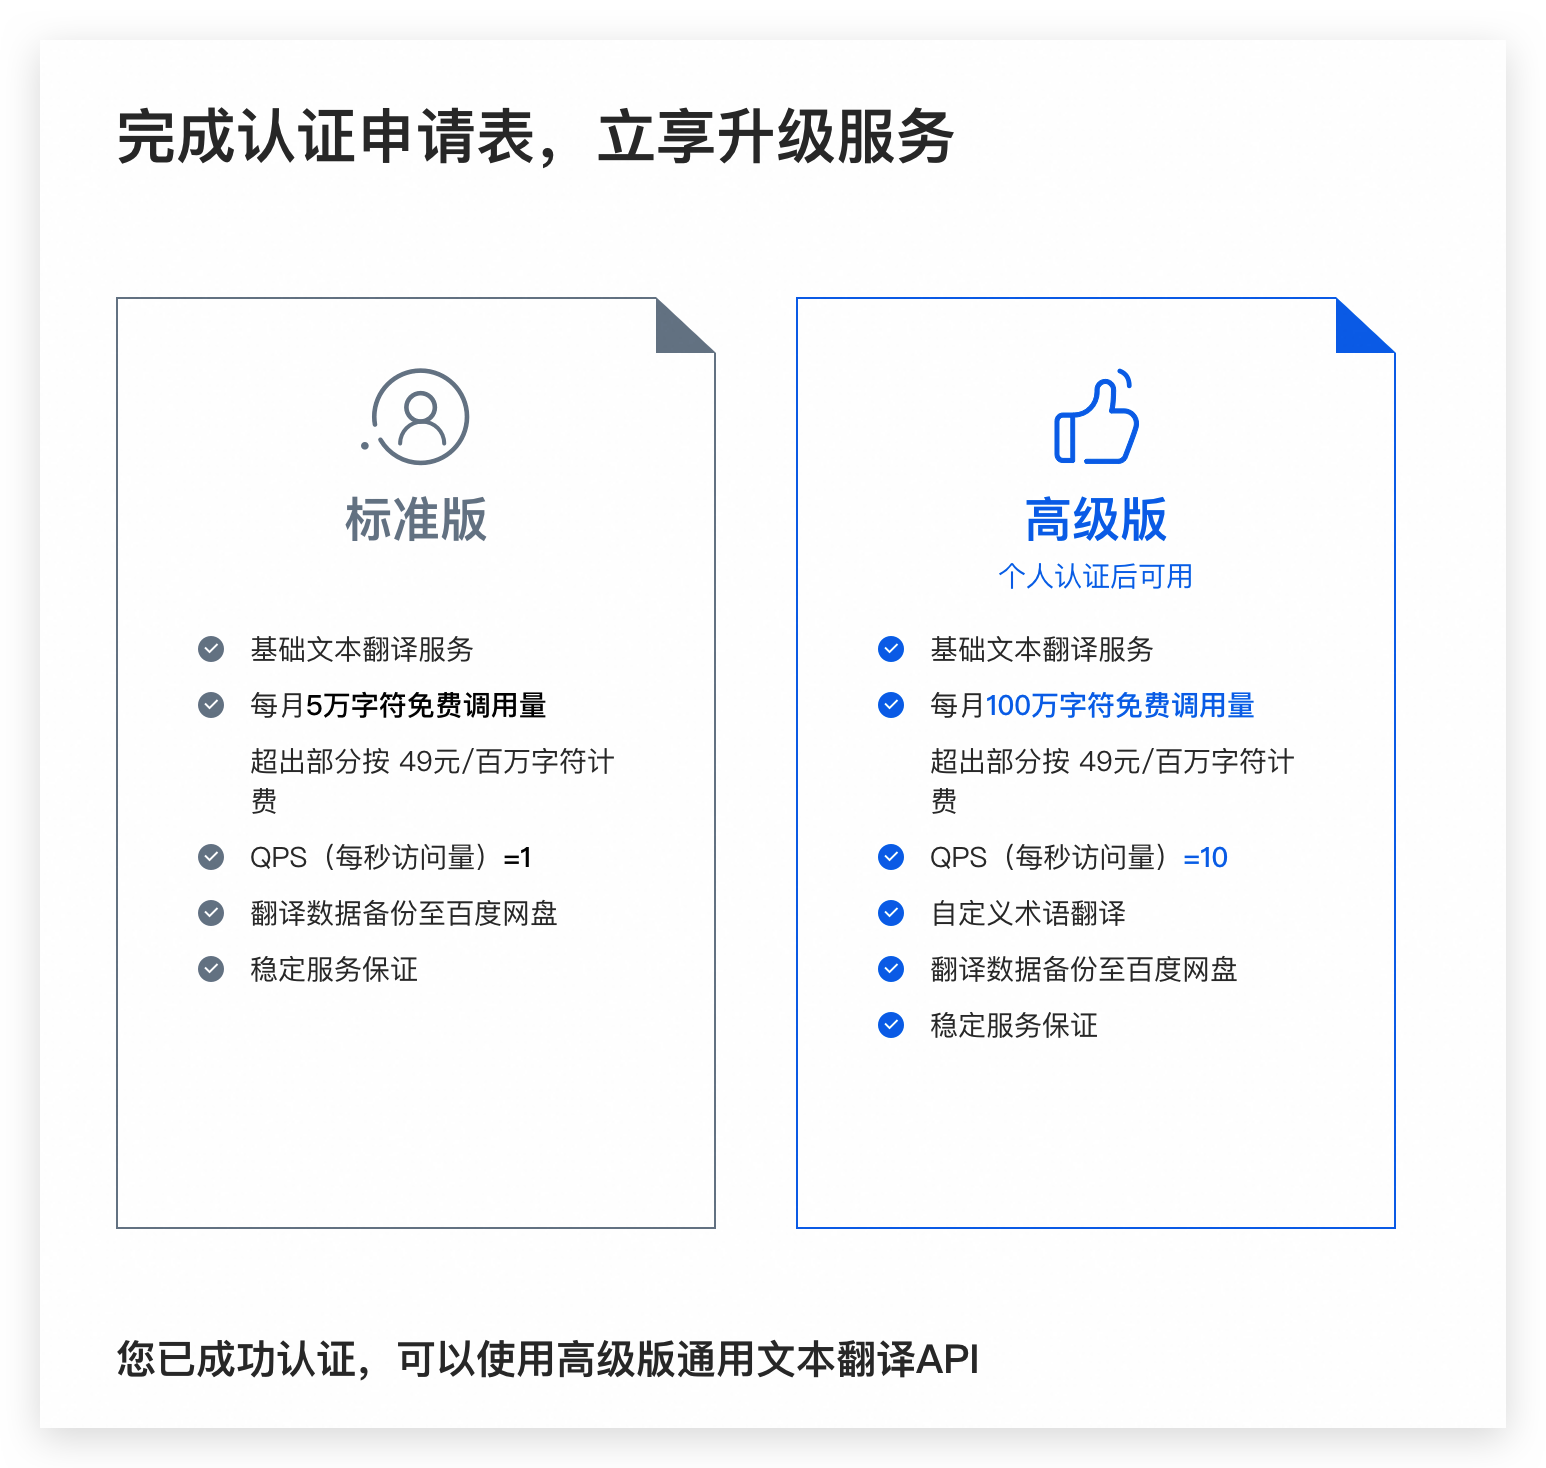 完成认证申请表，立享升级服务
标准版
基础文本翻译服务
每月5万字符免费调用量
超出部分按 49元/百万字符计
费
QPS（每秒访问量）=1
翻译数据备份至百度网盘
稳定服务保证
高级版
个人认证后可用
基础文本翻译服务
每月100万字符免费调用量
超出部分按 49元/百万字符计
费
QPS（每秒访问量）=10
自定义术语翻译
翻译数据备份至百度网盘
稳定服务保证
您已成功认证，可以使用高级版通用文本翻译API